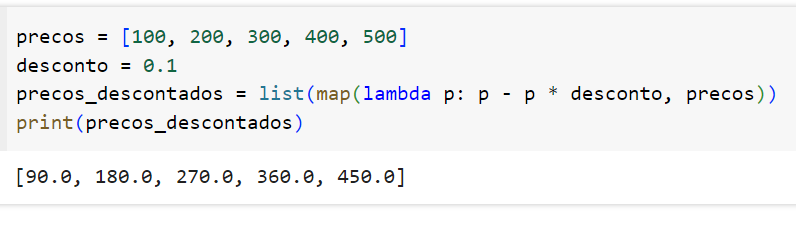 precos = [100, 200, 300, 400, 500]
desconto = 0.1
precos_descontados = list(map(lambda p: p - p * desconto, precos))
print(precos_descontados)
[90.0, 180.0, 270.0, 360.0, 450.0]